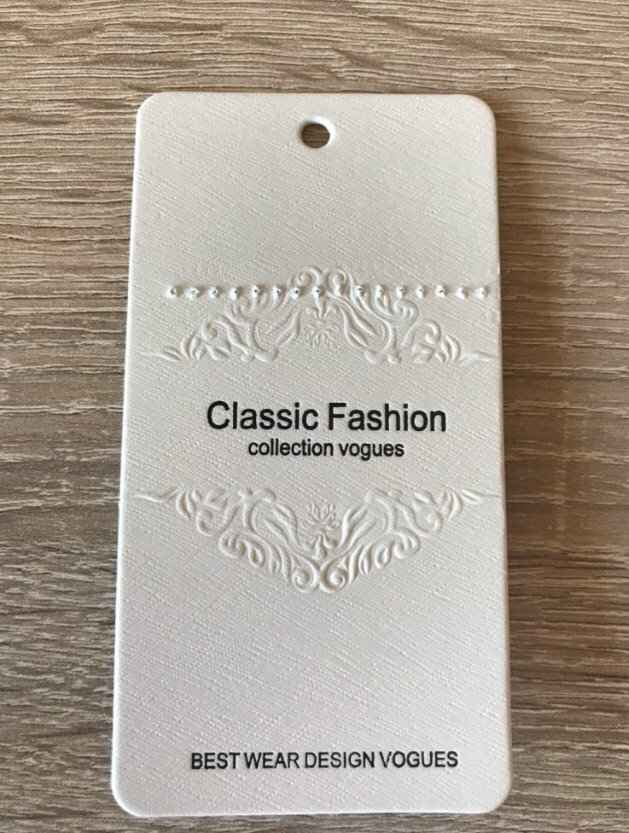 Classic Fashion
collection vogues
BEST WEAR DESIGN VOGUES